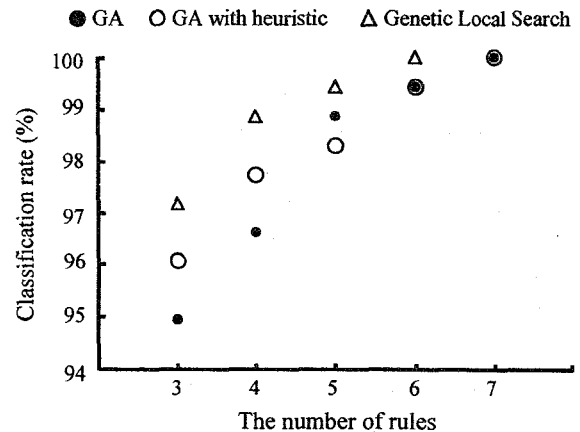 ● GA ○ GA with heuristic △ Genetic Local Search
Classification rate (%)
100
99
98
97
96
95
94
3 4 5 6 7
The number of rules